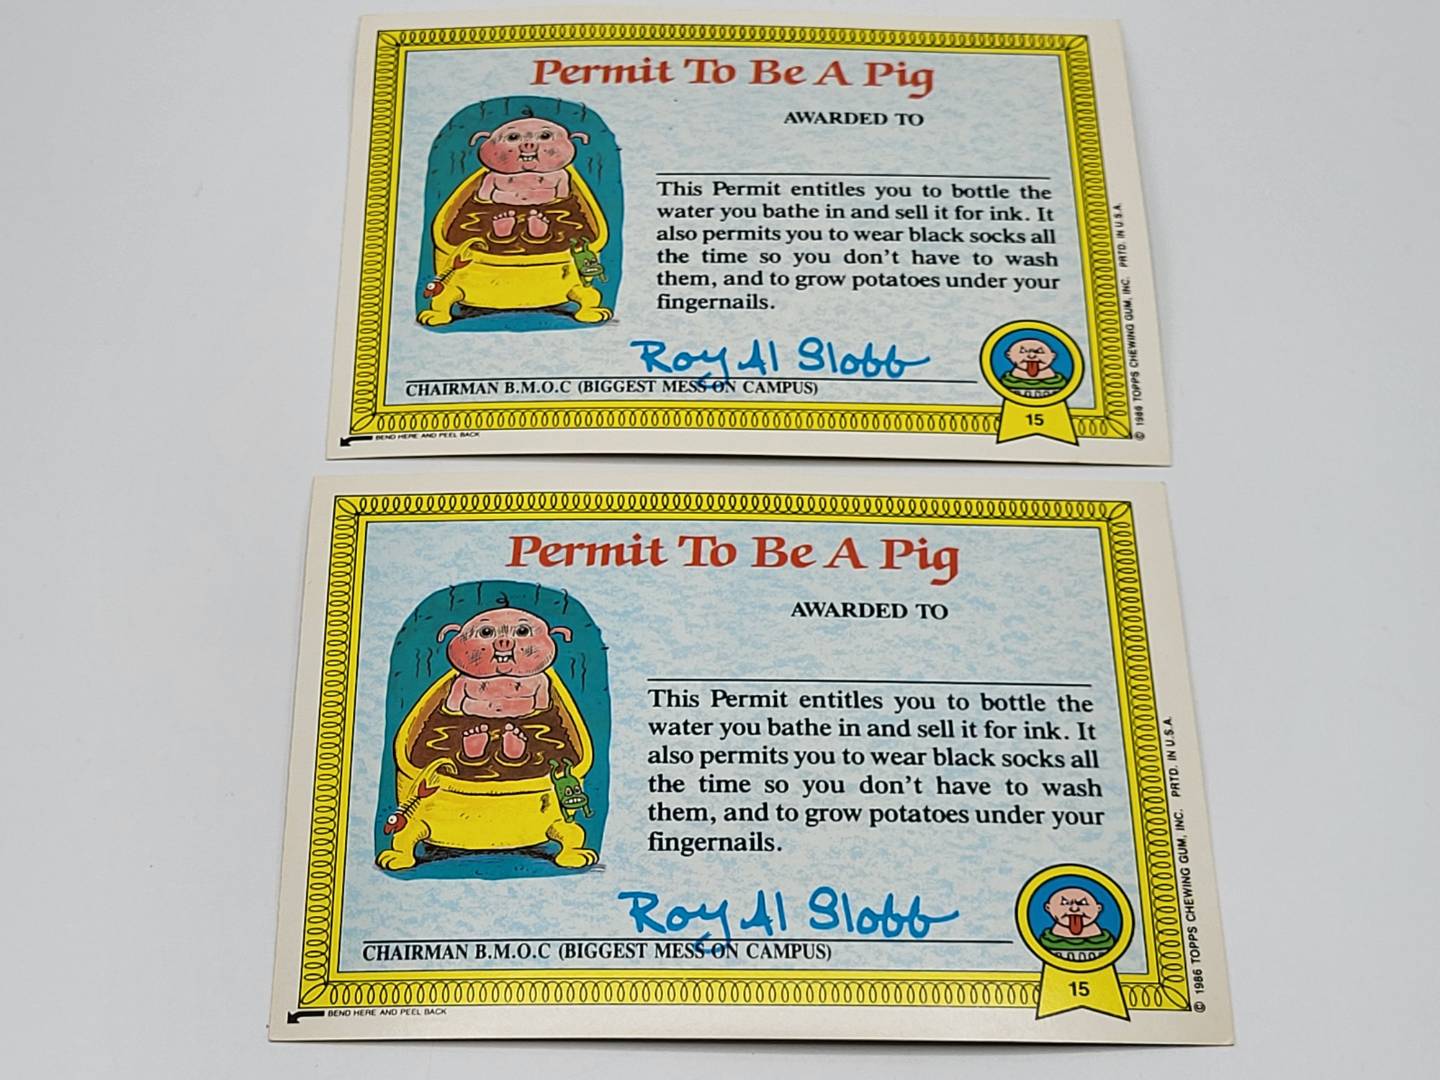 Permit To Be A Pig
AWARDED TO
This Permit entitles you to bottle the
water you bathe in and sell it for ink. It
also permits you to wear black socks all
the time so you don't have to wash
them, and to grow potatoes under your
fingernails.
Roy Al Slobb
CHAIRMAN B.M.O.C (BIGGEST MESS ON CAMPUS)
15
BEND HERE AND PEEL BACK
© 1986 TOPPS CHEWING GUM, INC. PRTD. IN U.S.A.
Permit To Be A Pig
AWARDED TO
This Permit entitles you to bottle the
water you bathe in and sell it for ink. It
also permits you to wear black socks all
the time so you don't have to wash
them, and to grow potatoes under your
fingernails.
Roy Al Slobb
CHAIRMAN B.M.O.C (BIGGEST MESS ON CAMPUS)
15
BEND HERE AND PEEL BACK
© 1986 TOPPS CHEWING GUM, INC. PRTD. IN U.S.A.